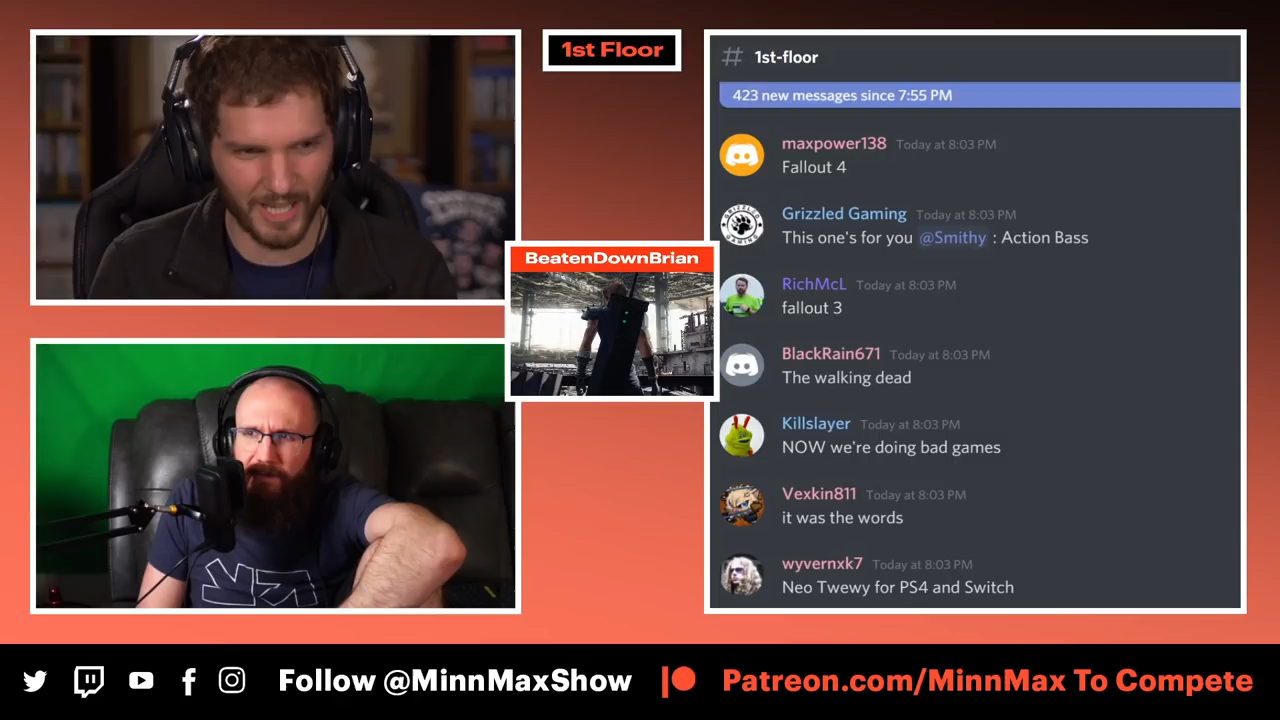 1st Floor
# 1st-floor
423 new messages since 7:55 PM
maxpower138 Today at 8:03 PM
Fallout 4
Grizzled Gaming Today at 8:03 PM
This one's for you @Smithy : Action Bass
RichMcL Today at 8:03 PM
fallout 3
BlackRain671 Today at 8:03 PM
The walking dead
Killslayer Today at 8:03 PM
NOW we're doing bad games
Vexkin811 Today at 8:03 PM
it was the words
wyvernxk7 Today at 8:03 PM
Neo Twewy for PS4 and Switch
BeatenDownBrian
Follow @MinnMaxShow
Patreon.com/MinnMax To Compete